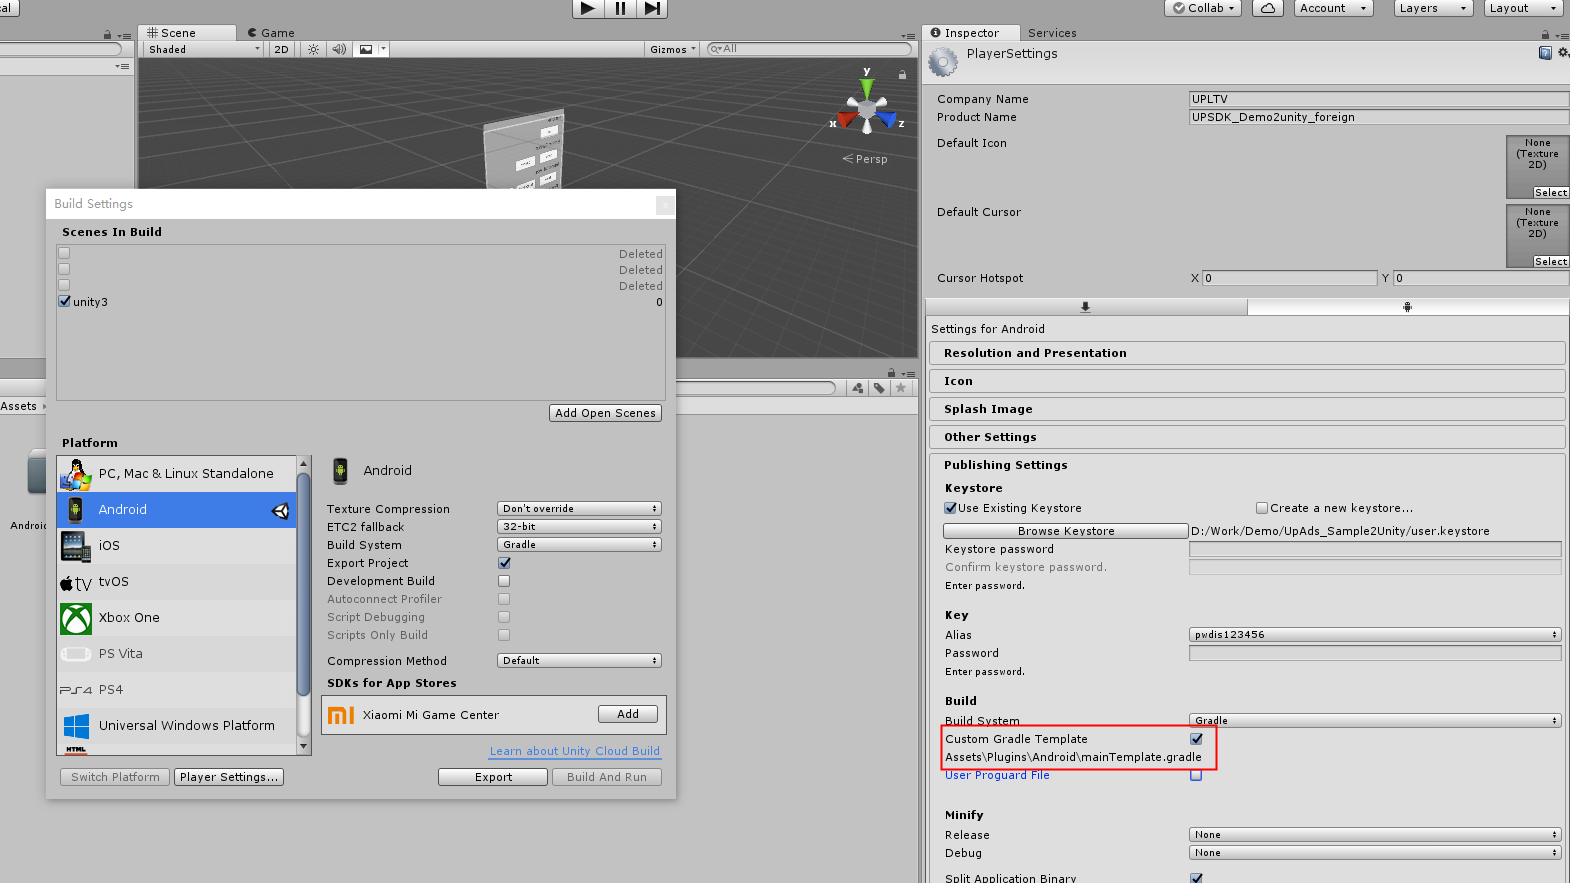 al
Collab
Account
Layers
Layout
Scene
Game
Inspector
Services
Shaded
2D
Gizmos
All
PlayerSettings
y
x
z
Persp
Company Name
UPLTV
Product Name
UPSDK_Demo2unity_foreign
Default Icon
None
(Texture
2D)
Select
Default Cursor
None
(Texture
2D)
Select
Cursor Hotspot
X
0
Y
0
Settings for Android
Resolution and Presentation
Icon
Splash Image
Other Settings
Publishing Settings
Keystore
Use Existing Keystore
Create a new keystore...
Browse Keystore
D:/Work/Demo/UpAds_Sample2Unity/user.keystore
Keystore password
Confirm keystore password.
Enter password.
Key
Alias
pwdis123456
Password
Enter password.
Build
Build System
Gradle
Custom Gradle Template
Assets\Plugins\Android\mainTemplate.gradle
User Proguard File
Minify
Release
None
Debug
None
Split Application Binary
Assets
Androi
Build Settings
x
Scenes In Build
Deleted
Deleted
Deleted
unity3
0
Add Open Scenes
Platform
PC, Mac & Linux Standalone
Android
iOS
tv
tvOS
Xbox One
PS Vita
PS4
PS4
Universal Windows Platform
HTML
Android
Texture Compression
Don't override
ETC2 fallback
32-bit
Build System
Gradle
Export Project
Development Build
Autoconnect Profiler
Script Debugging
Scripts Only Build
Compression Method
Default
SDKs for App Stores
Xiaomi Mi Game Center
Add
Learn about Unity Cloud Build
Switch Platform
Player Settings...
Export
Build And Run